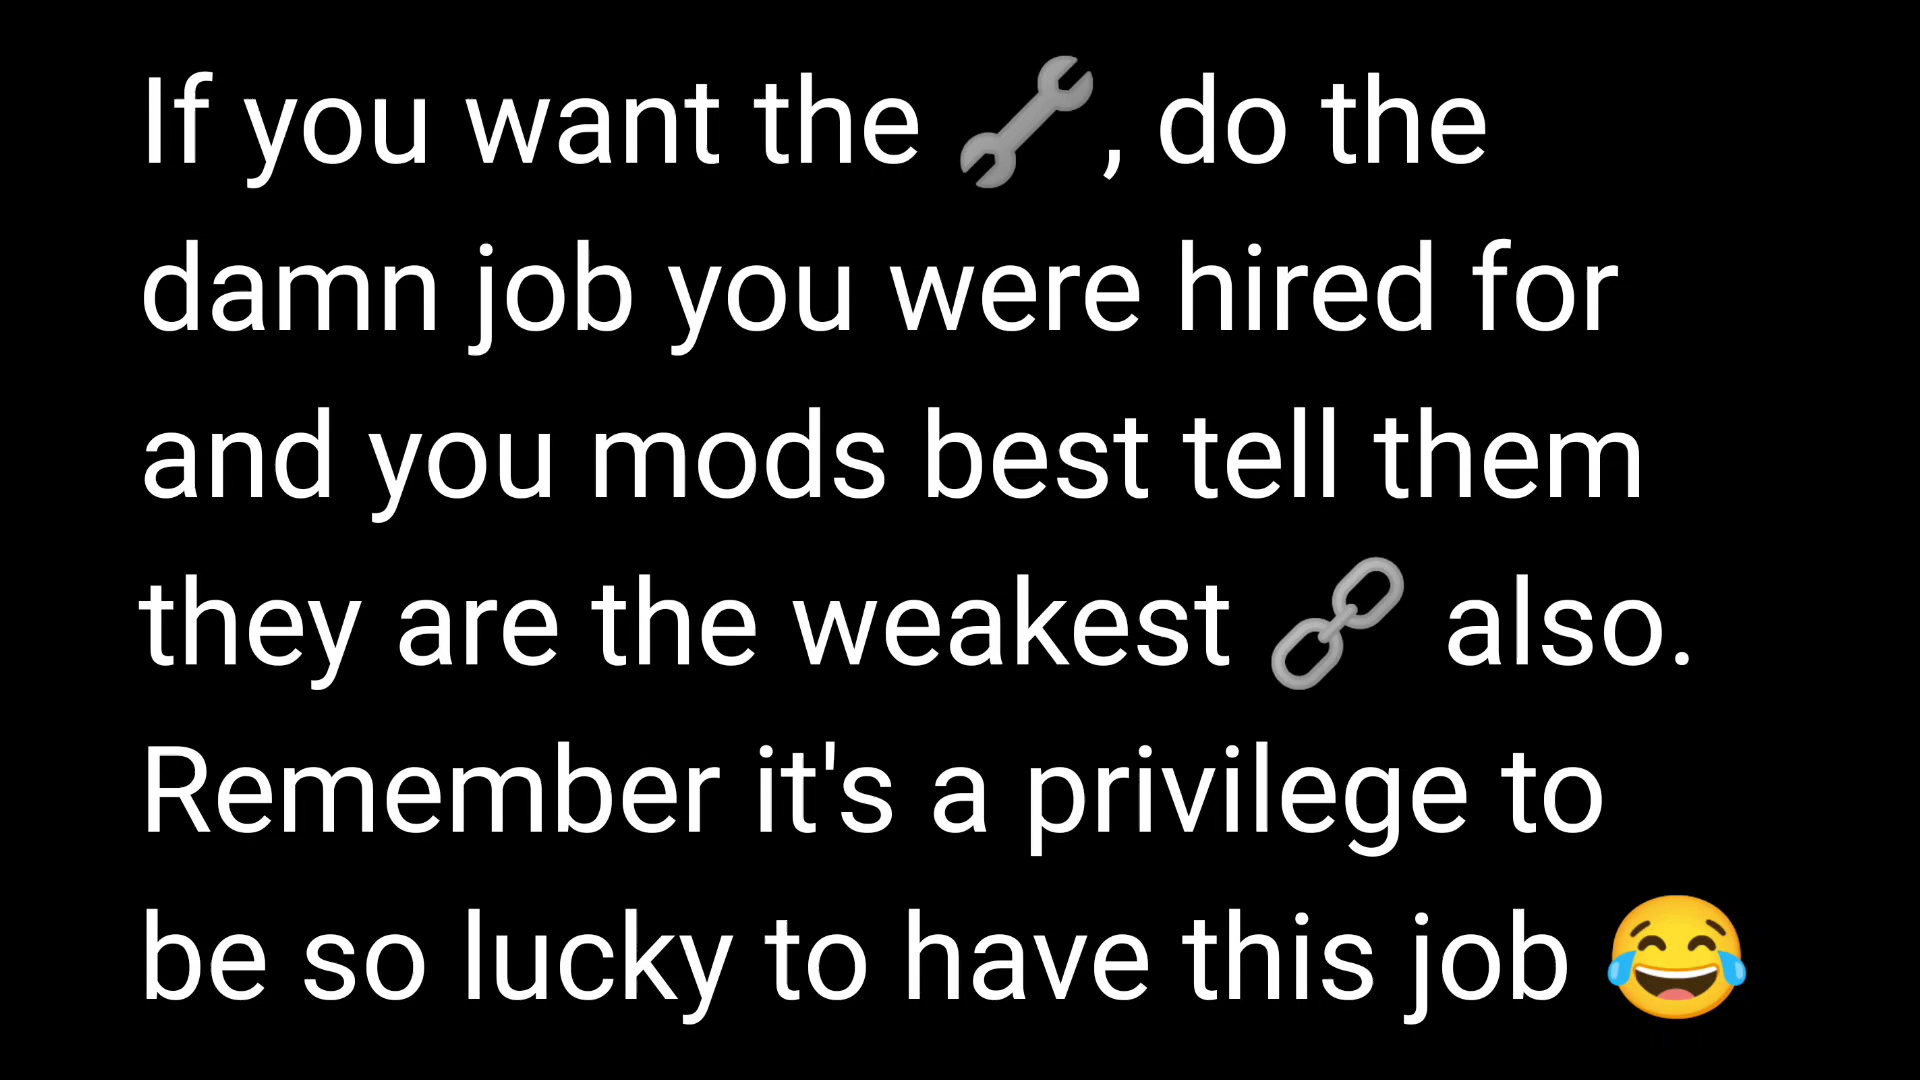 If you want the 🔧, do the
damn job you were hired for
and you mods best tell them
they are the weakest 🔗 also.
Remember it's a privilege to
be so lucky to have this job 😂